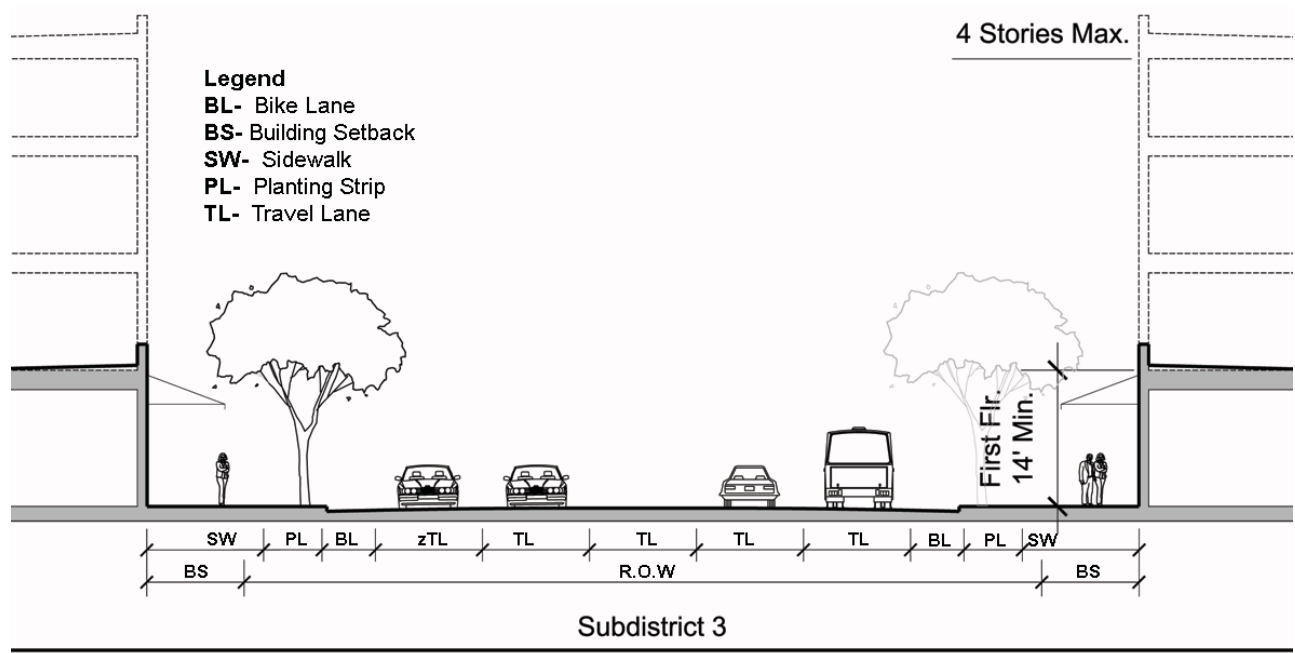 4 Stories Max.
Legend
BL- Bike Lane
BS- Building Setback
SW- Sidewalk
PL- Planting Strip
TL- Travel Lane
First Flr.
14' Min.
SW PL BL zTL TL TL TL TL BL PL SW
BS R.O.W BS
Subdistrict 3